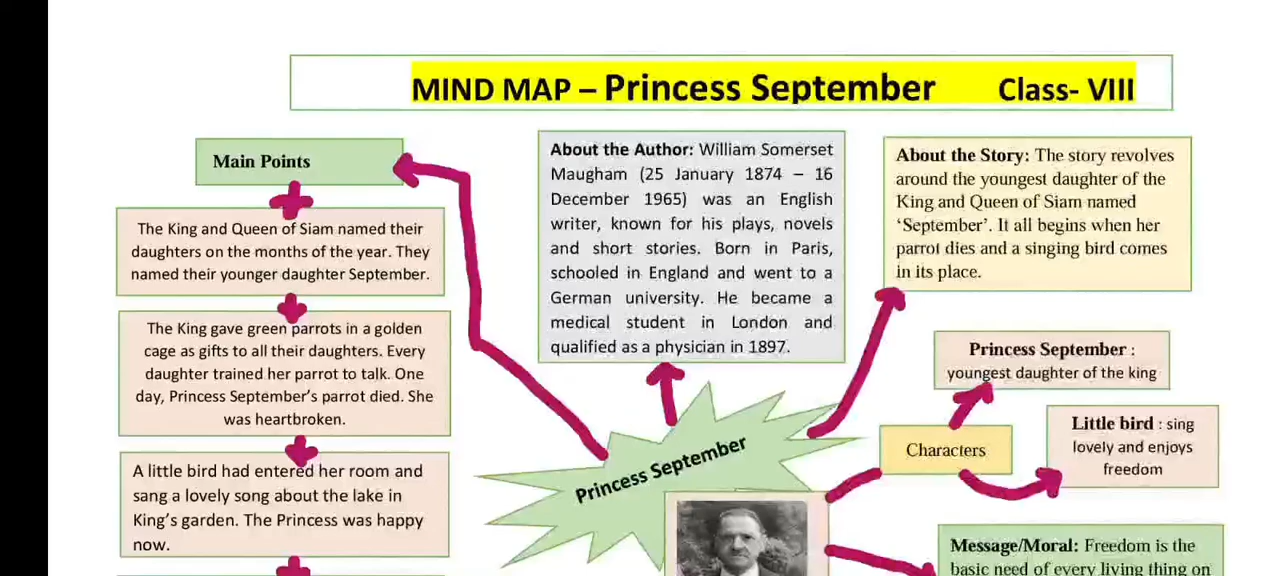 MIND MAP – Princess September Class- VIII
Main Points
The King and Queen of Siam named their
daughters on the months of the year. They
named their younger daughter September.
The King gave green parrots in a golden
cage as gifts to all their daughters. Every
daughter trained her parrot to talk. One
day, Princess September's parrot died. She
was heartbroken.
A little bird had entered her room and
sang a lovely song about the lake in
King's garden. The Princess was happy
now.
About the Author: William Somerset
Maugham (25 January 1874 – 16
December 1965) was an English
writer, known for his plays, novels
and short stories. Born in Paris,
schooled in England and went to a
German university. He became a
medical student in London and
qualified as a physician in 1897.
Princess September
About the Story: The story revolves
around the youngest daughter of the
King and Queen of Siam named
‘September’. It all begins when her
parrot dies and a singing bird comes
in its place.
Princess September :
youngest daughter of the king
Characters
Little bird : sing
lovely and enjoys
freedom
Message/Moral: Freedom is the
basic need of every living thing on